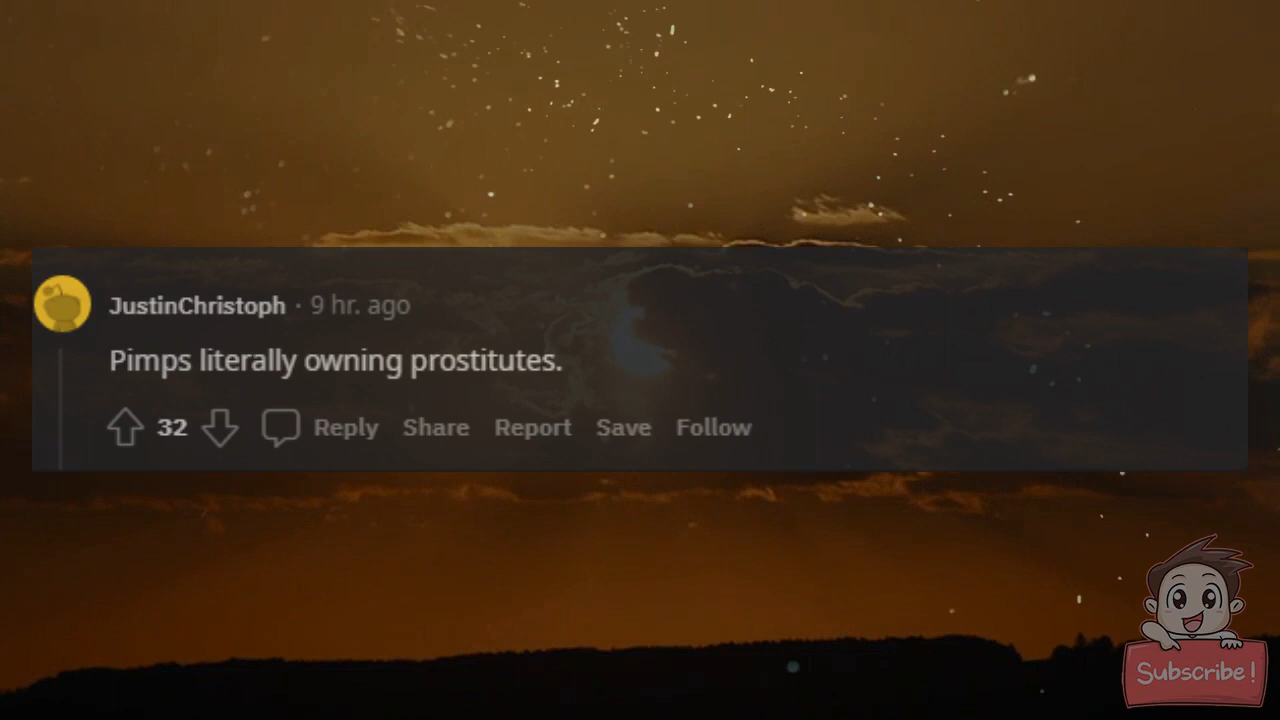 JustinChristoph · 9 hr. ago
Pimps literally owning prostitutes.
32 Reply Share Report Save Follow
Subscribe!